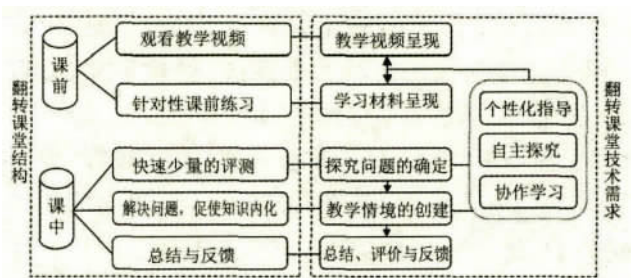 翻转课堂结构
课前
观看教学视频
教学视频呈现
针对性课前练习
学习材料呈现
课中
快速少量的评测
探究问题的确定
解决问题，促使知识内化
教学情境的创建
总结与反馈
总结、评价与反馈
个性化指导
自主探究
协作学习
翻转课堂技术需求